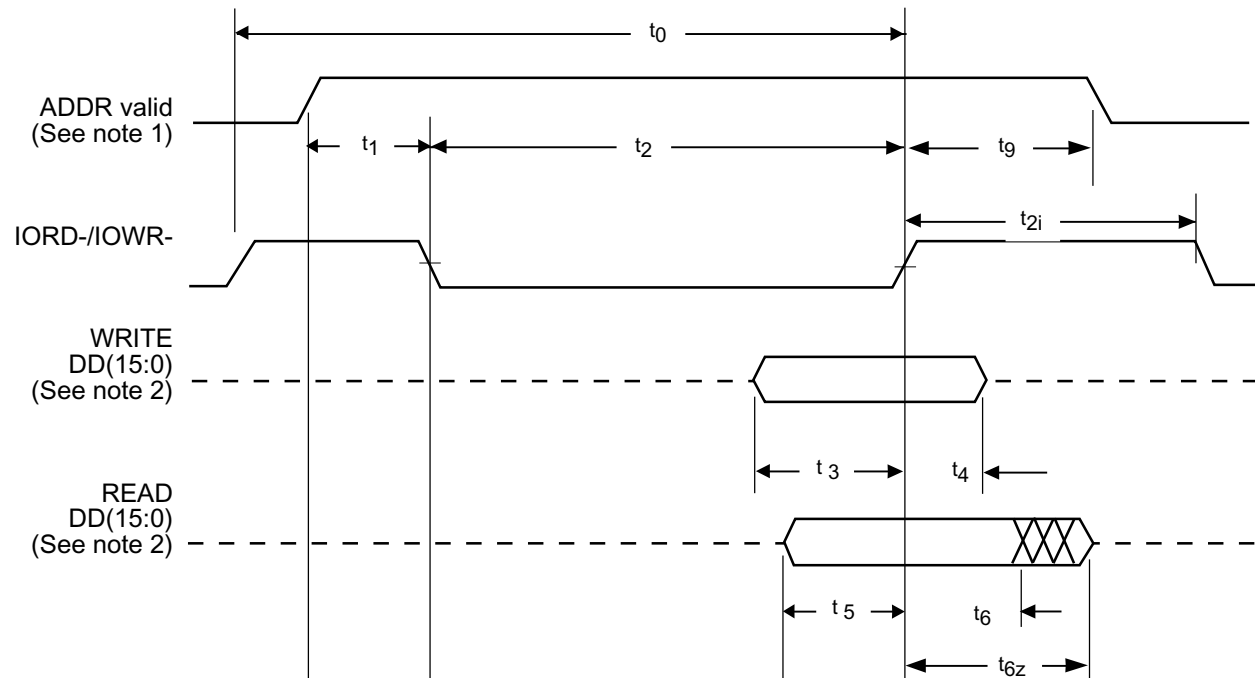 t0
ADDR valid
(See note 1)
t1
t2
t9
IORD-/IOWR-
t2i
WRITE
DD(15:0)
(See note 2)
t3
t4
READ
DD(15:0)
(See note 2)
t5
t6
t6z